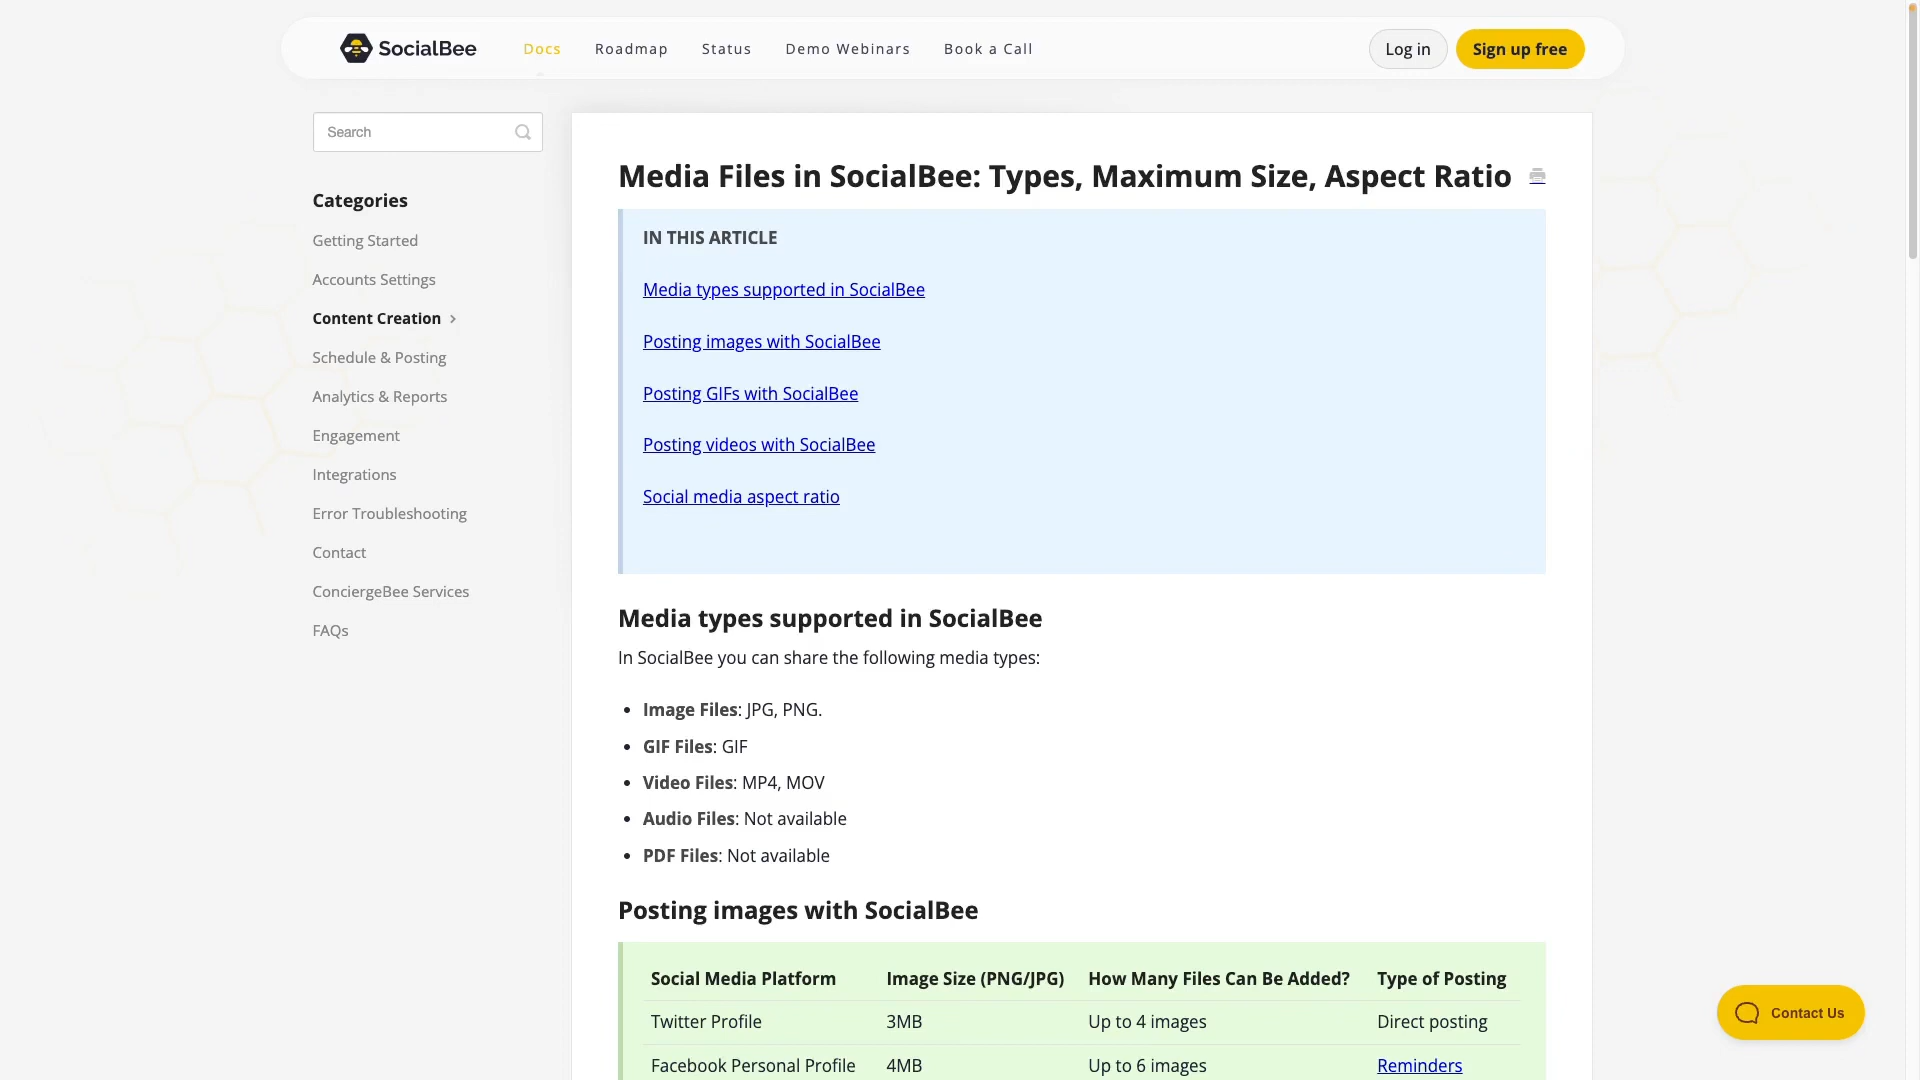 SocialBee
Docs
Roadmap
Status
Demo Webinars
Book a Call
Log in
Sign up free
Search
Categories
Getting Started
Accounts Settings
Content Creation
Schedule & Posting
Analytics & Reports
Engagement
Integrations
Error Troubleshooting
Contact
ConciergeBee Services
FAQs
Media Files in SocialBee: Types, Maximum Size, Aspect Ratio
IN THIS ARTICLE
Media types supported in SocialBee
Posting images with SocialBee
Posting GIFs with SocialBee
Posting videos with SocialBee
Social media aspect ratio
Media types supported in SocialBee
In SocialBee you can share the following media types:
• Image Files: JPG, PNG.
• GIF Files: GIF
• Video Files: MP4, MOV
• Audio Files: Not available
• PDF Files: Not available
Posting images with SocialBee
Social Media Platform Image Size (PNG/JPG) How Many Files Can Be Added? Type of Posting
Twitter Profile 3MB Up to 4 images Direct posting
Facebook Personal Profile 4MB Up to 6 images Reminders
Contact Us